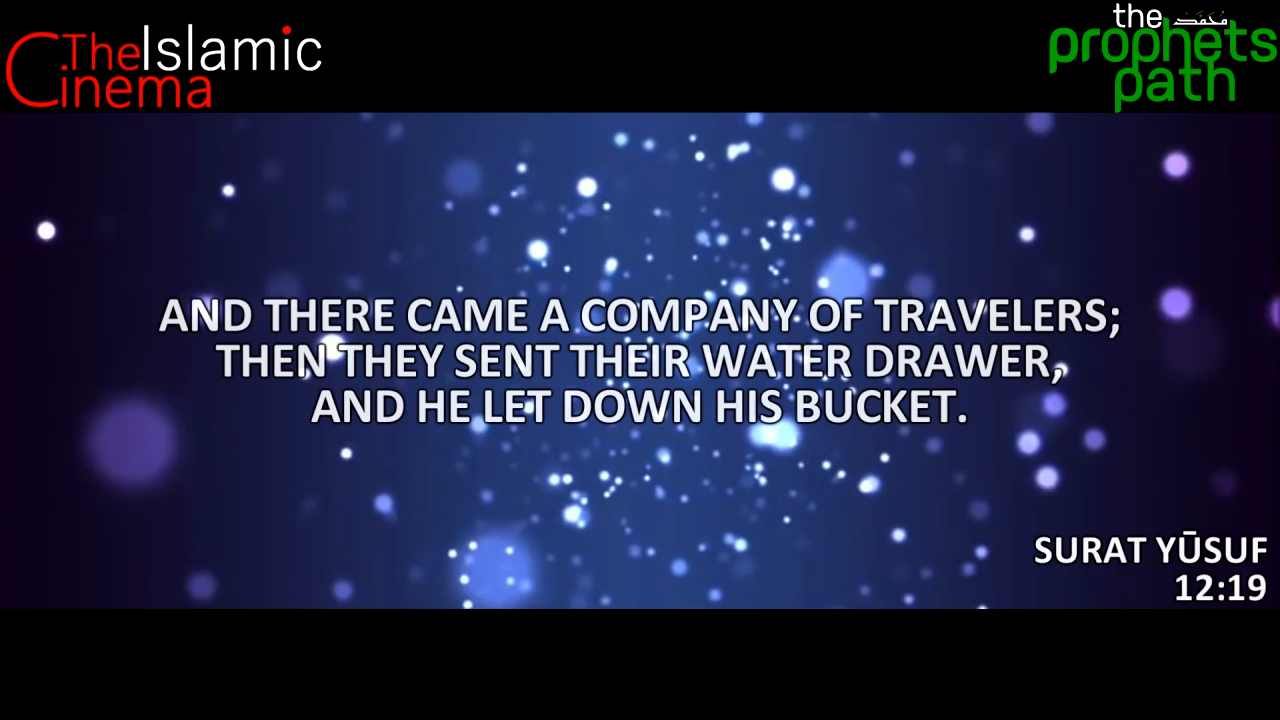 TheIslamic
Cinema
the محمد
prophets
path
AND THERE CAME A COMPANY OF TRAVELERS;
THEN THEY SENT THEIR WATER DRAWER,
AND HE LET DOWN HIS BUCKET.
SURAT YŪSUF
12:19